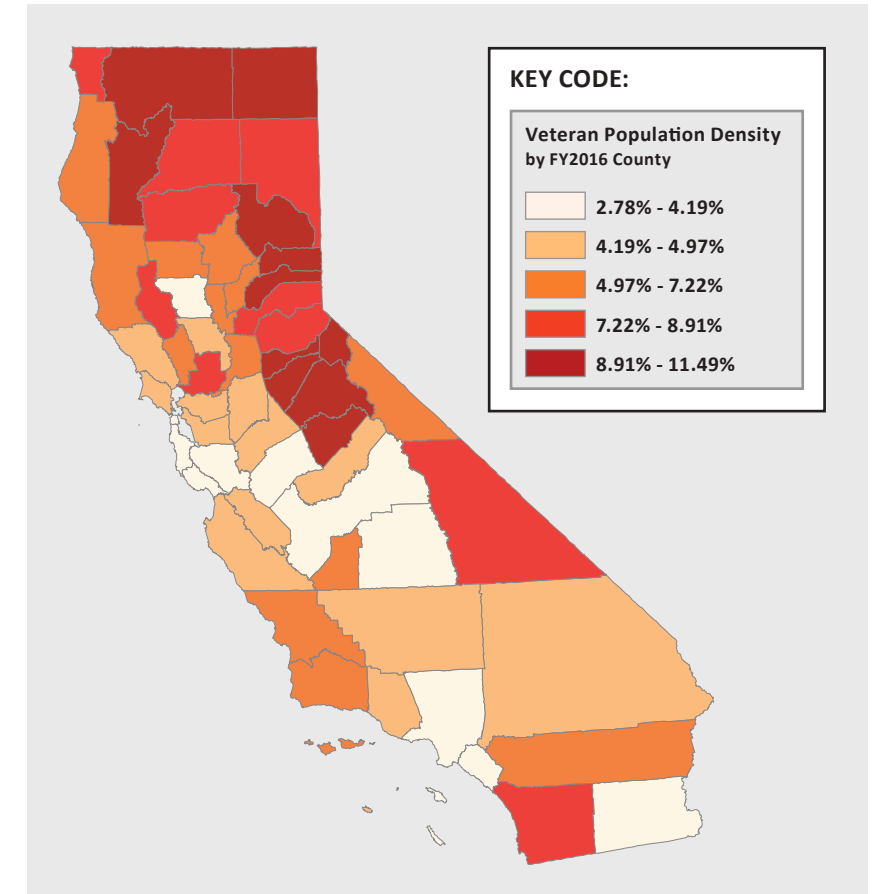 KEY CODE:
Veteran Population Density
by FY2016 County
2.78% - 4.19%
4.19% - 4.97%
4.97% - 7.22%
7.22% - 8.91%
8.91% - 11.49%